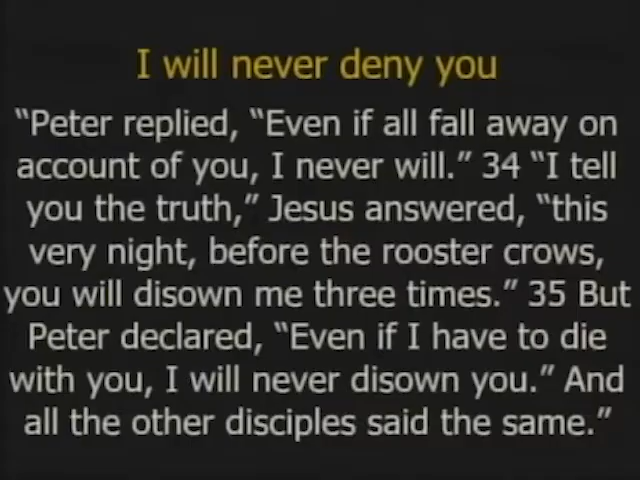 I will never deny you
“Peter replied, “Even if all fall away on
account of you, I never will.” 34 “I tell
you the truth,” Jesus answered, “this
very night, before the rooster crows,
you will disown me three times.” 35 But
Peter declared, “Even if I have to die
with you, I will never disown you.” And
all the other disciples said the same.”